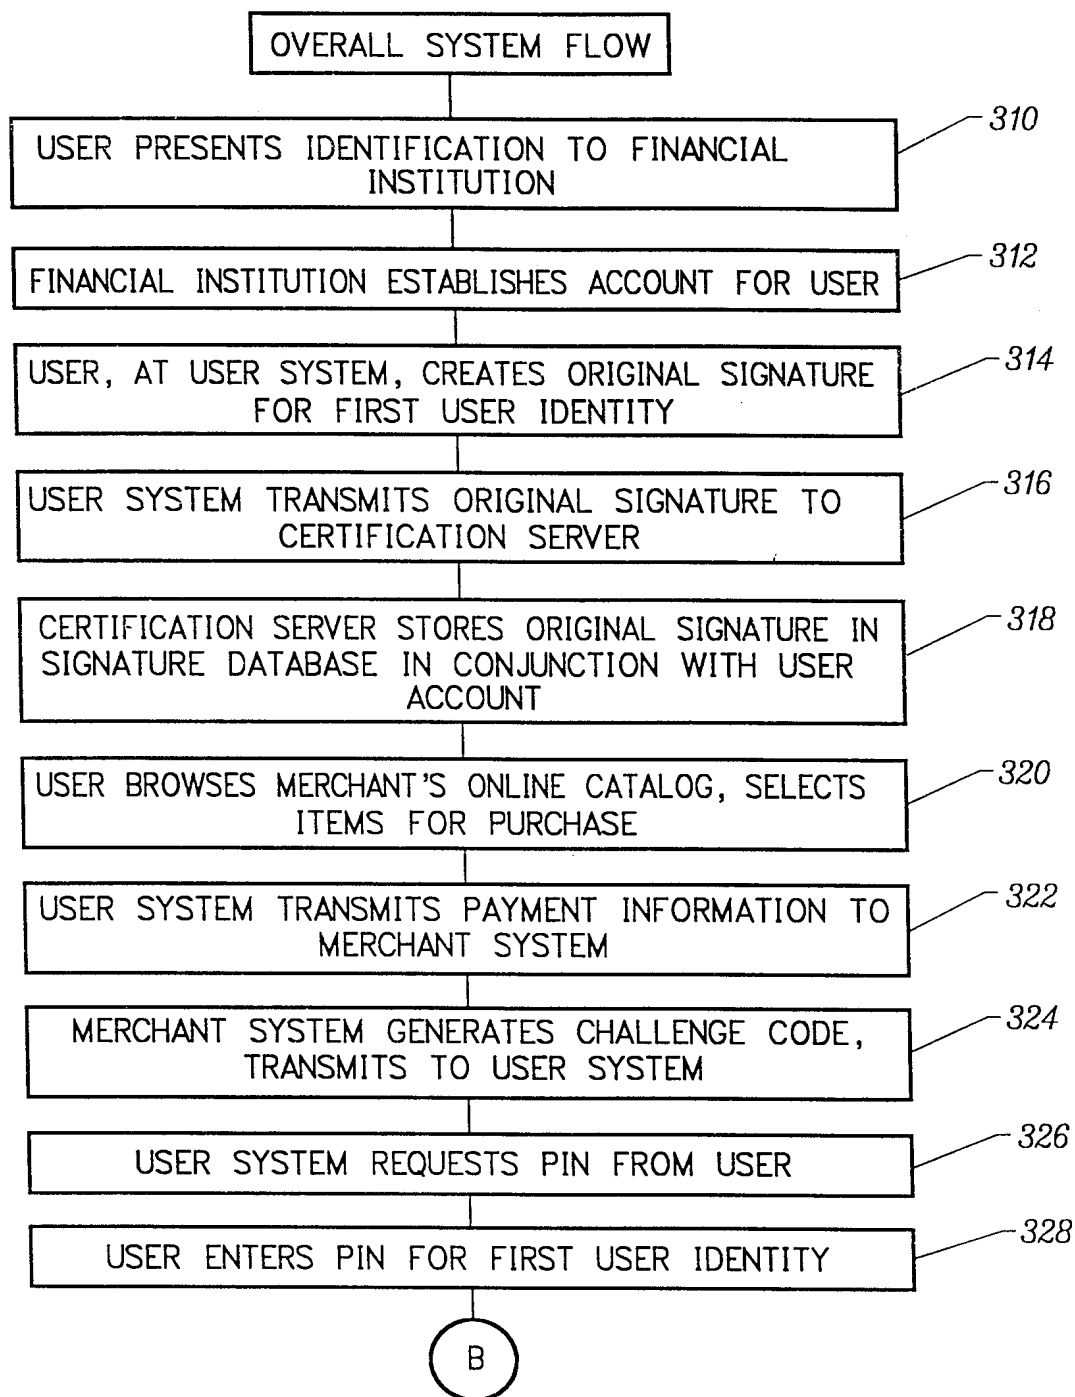 OVERALL SYSTEM FLOW
310
USER PRESENTS IDENTIFICATION TO FINANCIAL
INSTITUTION
312
FINANCIAL INSTITUTION ESTABLISHES ACCOUNT FOR USER
314
USER, AT USER SYSTEM, CREATES ORIGINAL SIGNATURE
FOR FIRST USER IDENTITY
316
USER SYSTEM TRANSMITS ORIGINAL SIGNATURE TO
CERTIFICATION SERVER
318
CERTIFICATION SERVER STORES ORIGINAL SIGNATURE IN
SIGNATURE DATABASE IN CONJUNCTION WITH USER
ACCOUNT
320
USER BROWSES MERCHANT'S ONLINE CATALOG, SELECTS
ITEMS FOR PURCHASE
322
USER SYSTEM TRANSMITS PAYMENT INFORMATION TO
MERCHANT SYSTEM
324
MERCHANT SYSTEM GENERATES CHALLENGE CODE,
TRANSMITS TO USER SYSTEM
326
USER SYSTEM REQUESTS PIN FROM USER
328
USER ENTERS PIN FOR FIRST USER IDENTITY
B